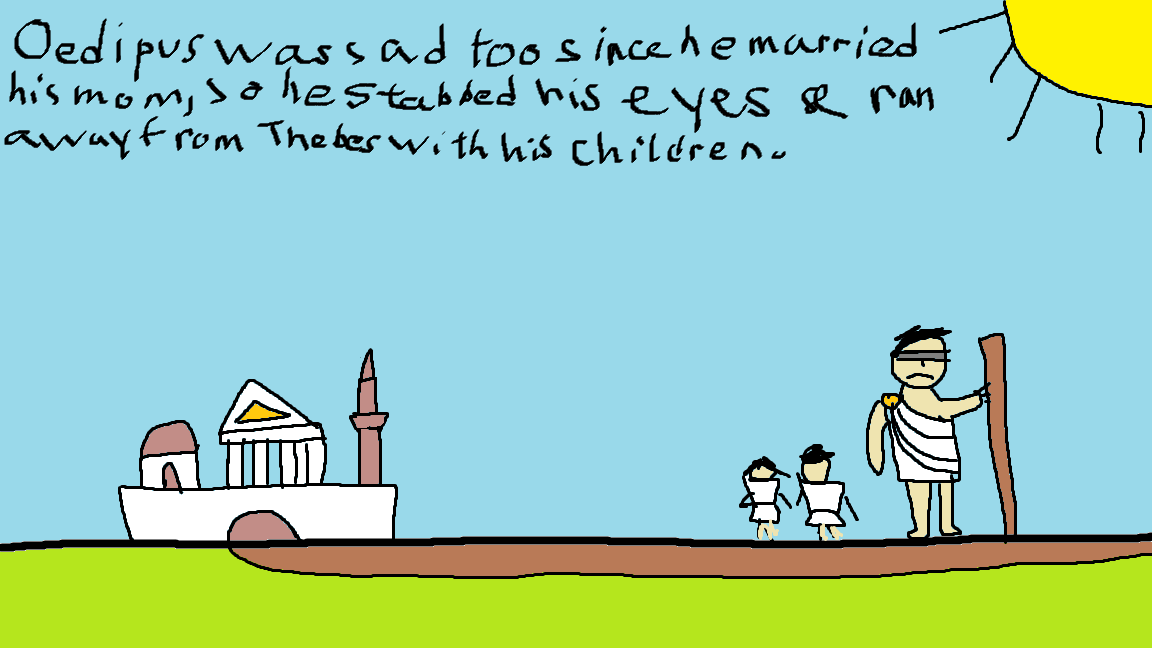 Oedipus was sad too since he married
his mom, so he stabbed his eyes & ran
away from Thebes with his children.